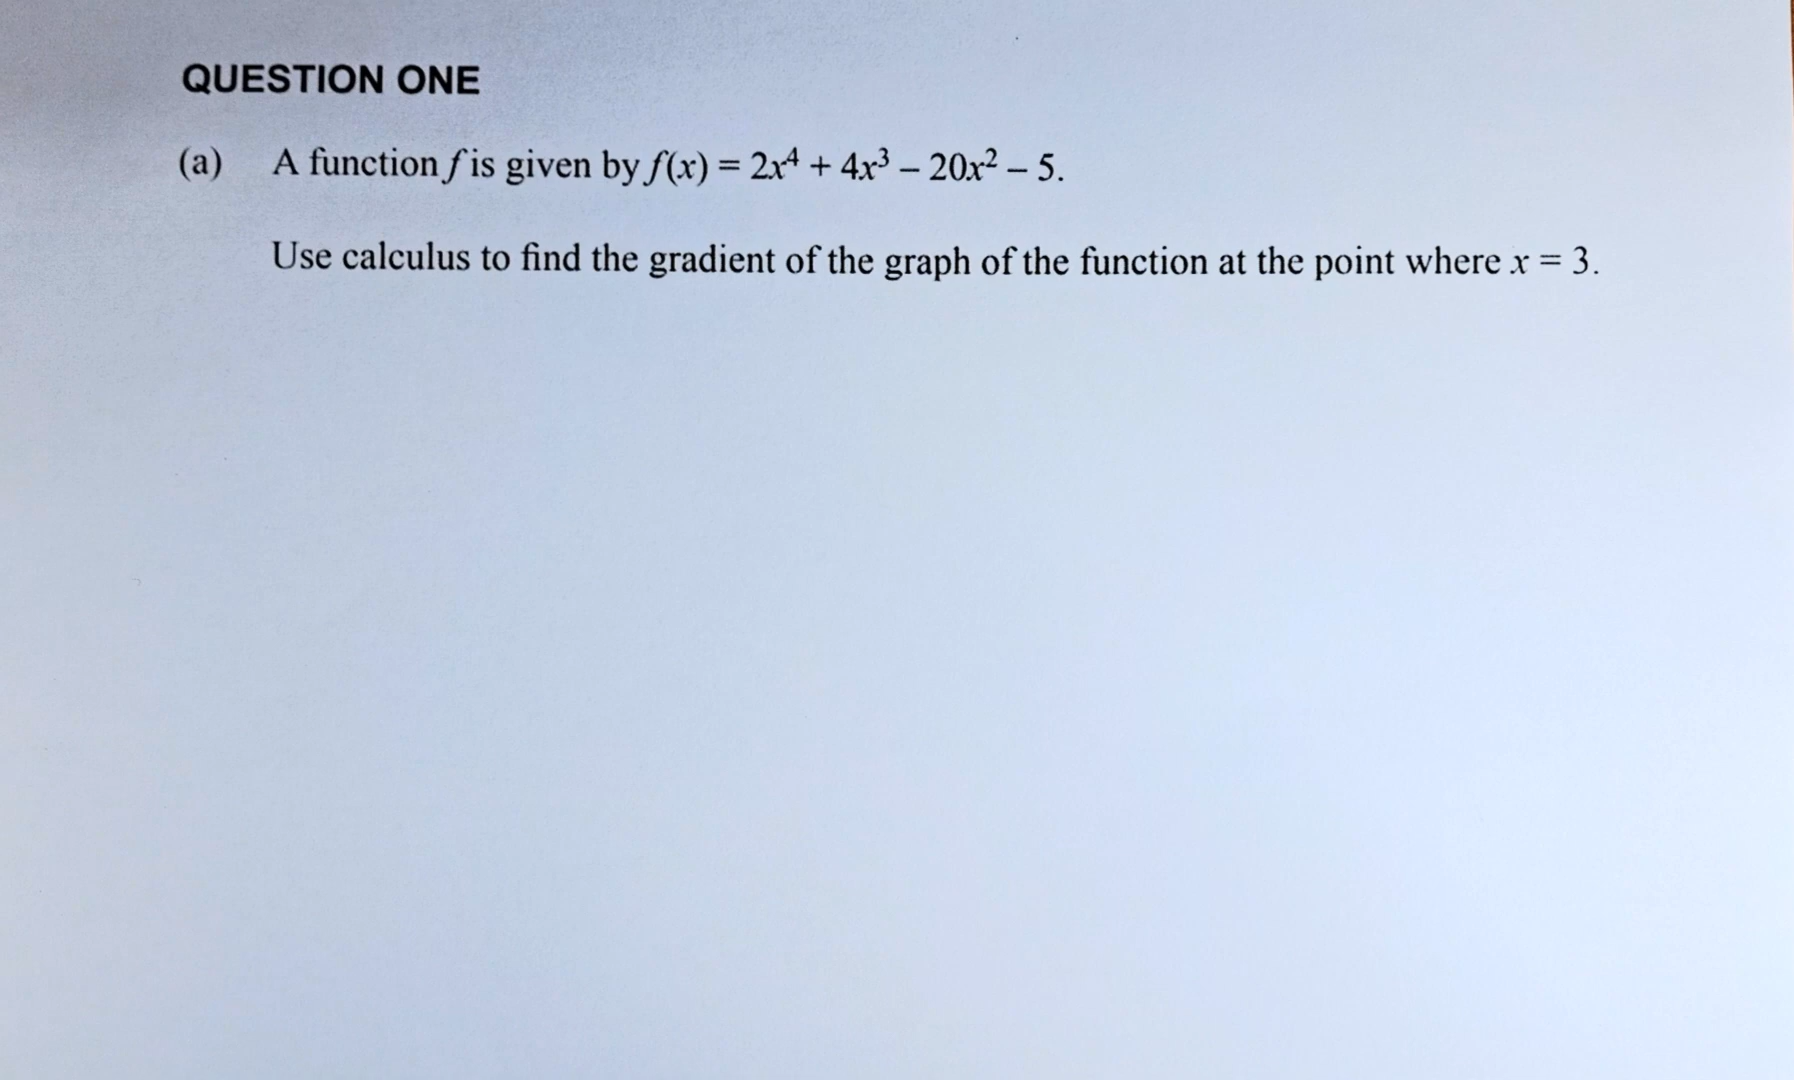 QUESTION ONE
(a) A function f is given by f(x) = 2x⁴ + 4x³ – 20x² – 5.
Use calculus to find the gradient of the graph of the function at the point where x = 3.